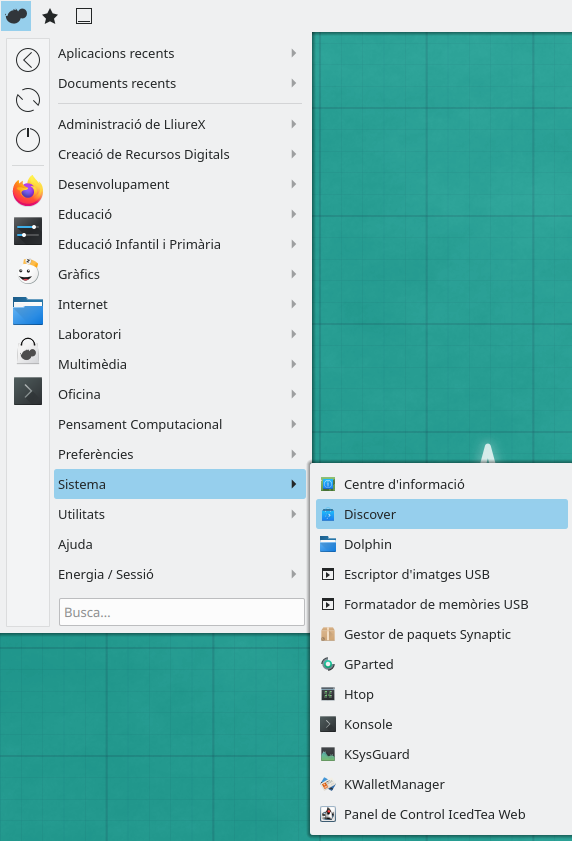 Aplicacions recents
Documents recents
Administració de LliureX
Creació de Recursos Digitals
Desenvolupament
Educació
Educació Infantil i Primària
Gràfics
Internet
Laboratori
Multimèdia
Oficina
Pensament Computacional
Preferències
Sistema
Utilitats
Ajuda
Energia / Sessió
Busca...
Centre d'informació
Discover
Dolphin
Escriptor d'imatges USB
Formatador de memòries USB
Gestor de paquets Synaptic
GParted
Htop
Konsole
KSysGuard
KWalletManager
Panel de Control IcedTea Web